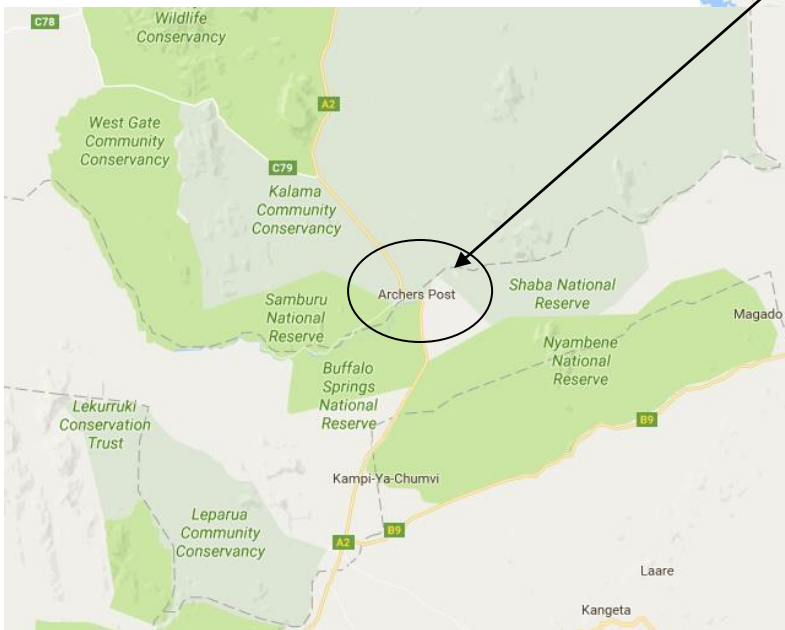 C78
Wildlife
Conservancy
A2
West Gate
Community
Conservancy
C79
Kalama
Community
Conservancy
Archers Post
Shaba National
Reserve
Samburu
National
Reserve
Magado
Nyambene
National
Reserve
Buffalo
Springs
National
Reserve
Lekurruki
Conservation
Trust
B9
Kampi-Ya-Chumvi
Leparua
Community
Conservancy
B9
A2
Laare
Kangeta